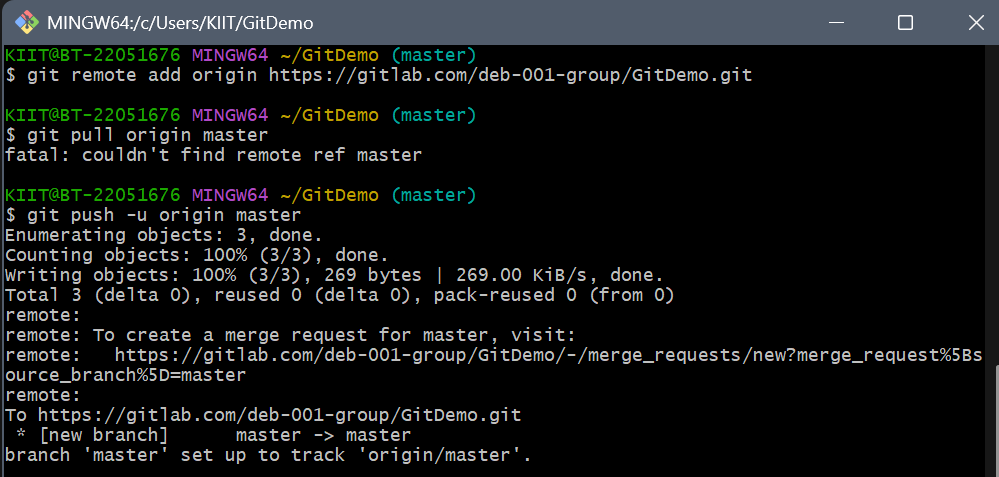 MINGW64:/c/Users/KIIT/GitDemo
KIIT@BT-22051676 MINGW64 ~/GitDemo (master)
$ git remote add origin https://gitlab.com/deb-001-group/GitDemo.git
KIIT@BT-22051676 MINGW64 ~/GitDemo (master)
$ git pull origin master
fatal: couldn't find remote ref master
KIIT@BT-22051676 MINGW64 ~/GitDemo (master)
$ git push -u origin master
Enumerating objects: 3, done.
Counting objects: 100% (3/3), done.
Writing objects: 100% (3/3), 269 bytes | 269.00 KiB/s, done.
Total 3 (delta 0), reused 0 (delta 0), pack-reused 0 (from 0)
remote:
remote: To create a merge request for master, visit:
remote:   https://gitlab.com/deb-001-group/GitDemo/-/merge_requests/new?merge_request%5Bs
ource_branch%5D=master
remote:
To https://gitlab.com/deb-001-group/GitDemo.git
 * [new branch]      master -> master
branch 'master' set up to track 'origin/master'.